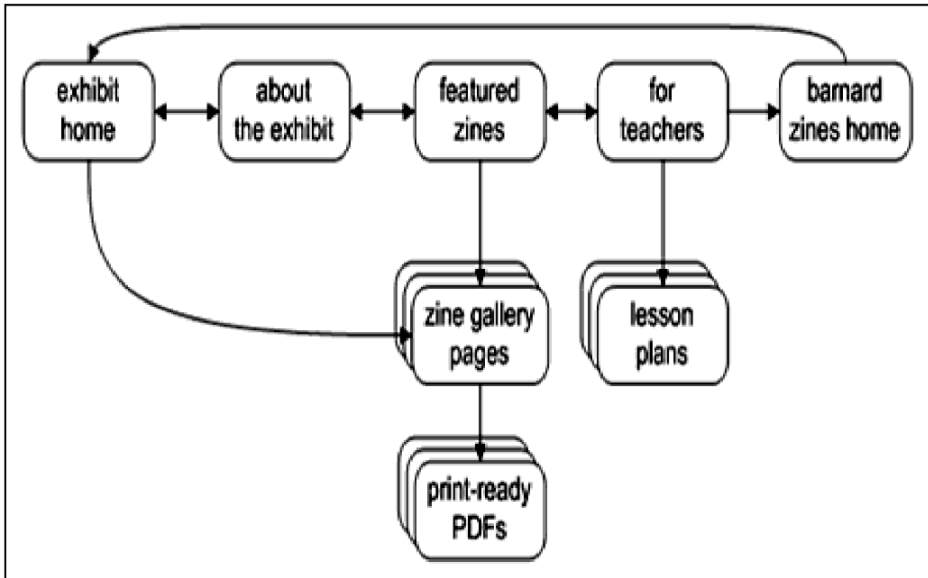 exhibit
home
about
the exhibit
featured
zines
for
teachers
barnard
zines home
zine gallery
pages
lesson
plans
print-ready
PDFs